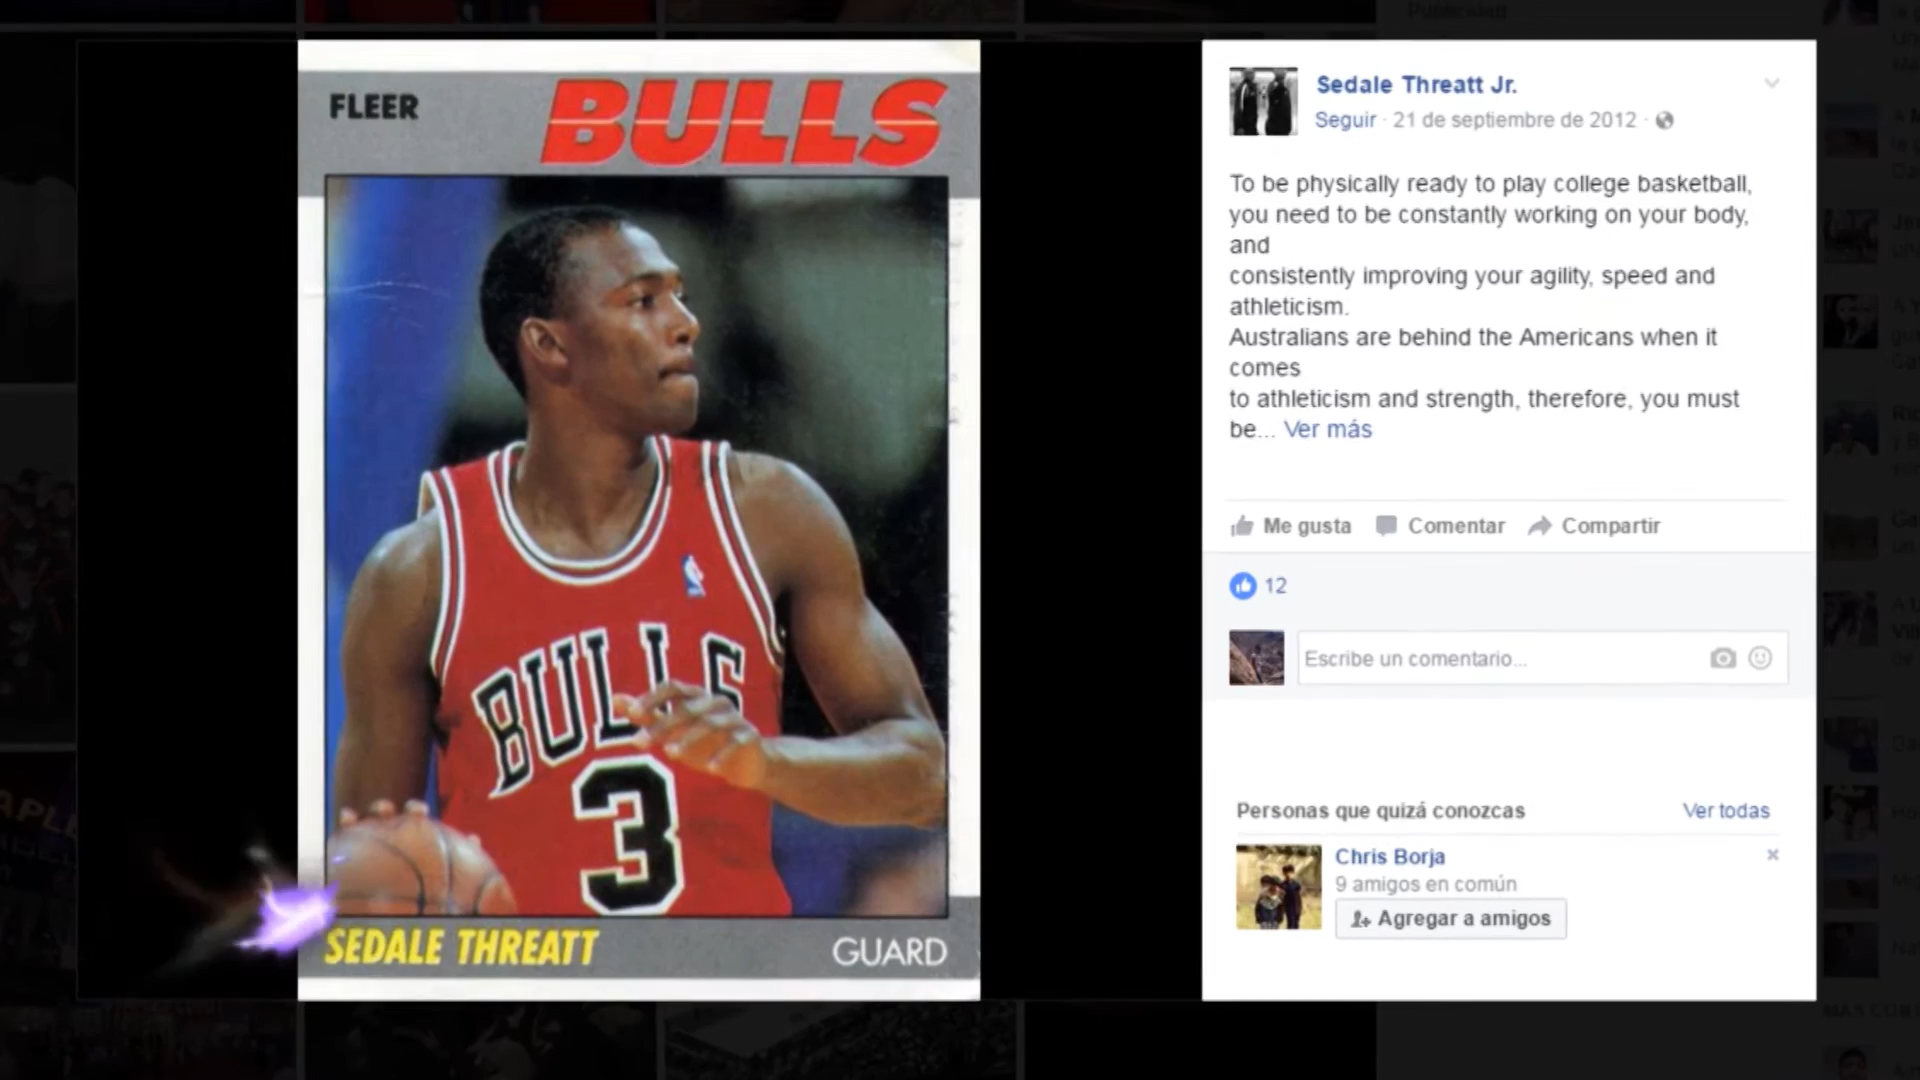 FLEER
BULLS
BULLS
3
SEDALE THREATT
GUARD
Publicidad
Sedale Threatt Jr.
Seguir · 21 de septiembre de 2012 ·
To be physically ready to play college basketball,
you need to be constantly working on your body,
and
consistently improving your agility, speed and
athleticism.
Australians are behind the Americans when it
comes
to athleticism and strength, therefore, you must
be... Ver más
Me gusta Comentar Compartir
12
Escribe un comentario...
Personas que quizá conozcas Ver todas
Chris Borja
9 amigos en común
Agregar a amigos